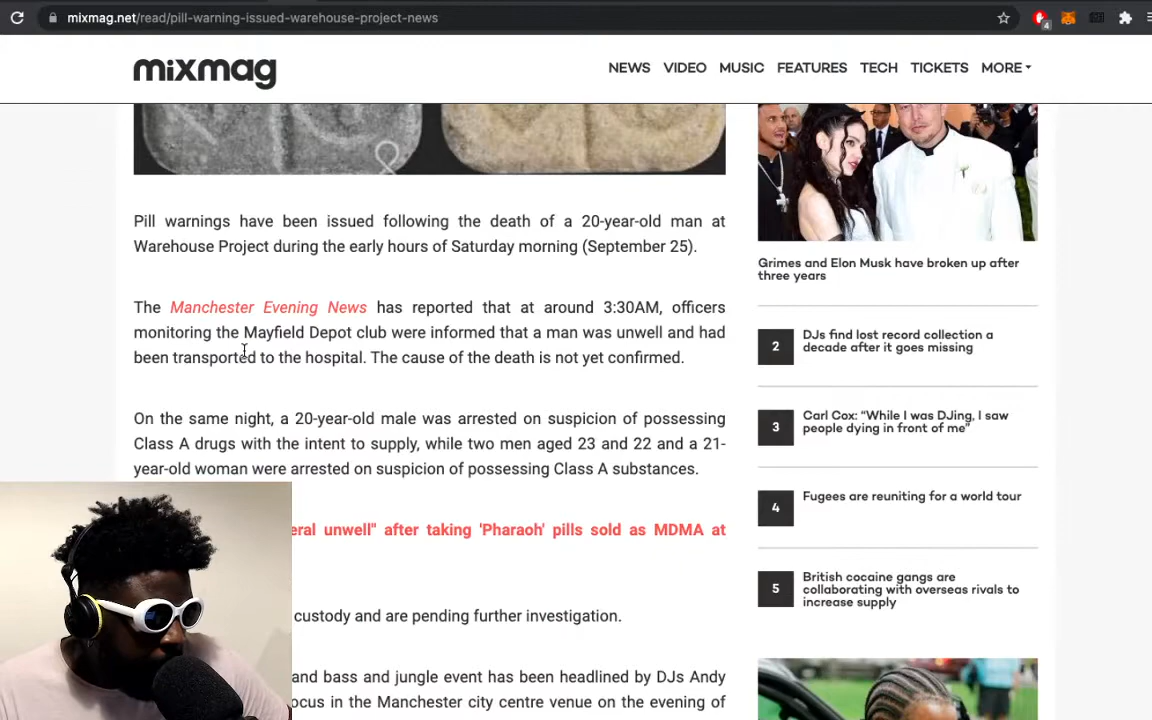 mixmag.net/read/pill-warning-issued-warehouse-project-news
4
mixmag
NEWS VIDEO MUSIC FEATURES TECH TICKETS MORE
Pill warnings have been issued following the death of a 20-year-old man at
Warehouse Project during the early hours of Saturday morning (September 25).
The Manchester Evening News has reported that at around 3:30AM, officers
monitoring the Mayfield Depot club were informed that a man was unwell and had
been transported to the hospital. The cause of the death is not yet confirmed.
On the same night, a 20-year-old male was arrested on suspicion of possessing
Class A drugs with the intent to supply, while two men aged 23 and 22 and a 21-
year-old woman were arrested on suspicion of possessing Class A substances.
unwell" after taking 'Pharaoh' pills sold as MDMA at
custody and are pending further investigation.
and bass and jungle event has been headlined by DJs Andy
in the Manchester city centre venue on the evening of
Grimes and Elon Musk have broken up after
three years
2
DJs find lost record collection a
decade after it goes missing
3
Carl Cox: “While I was DJing, I saw
people dying in front of me”
4
Fugees are reuniting for a world tour
5
British cocaine gangs are
collaborating with overseas rivals to
increase supply